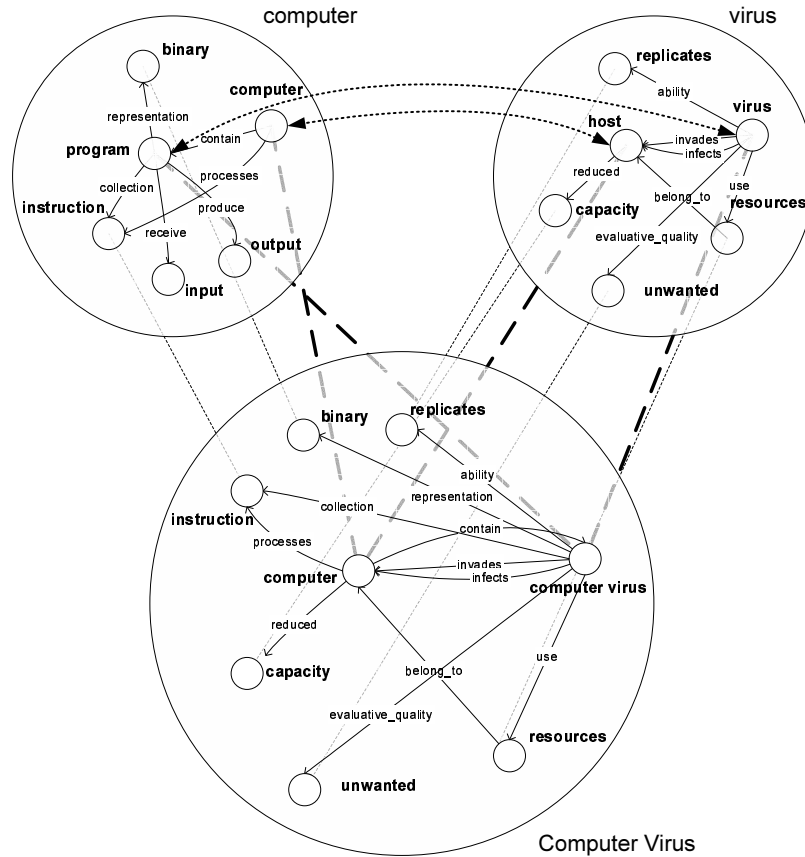 computer
virus
binary
computer
representation
program
contain
collection
processes
instruction
produce
receive
output
input
replicates
ability
virus
host
invades
infects
reduced
belong_to
use
capacity
resources
evaluative_quality
unwanted
binary
replicates
ability
representation
instruction
collection
contain
processes
computer
invades
infects
computer virus
reduced
use
capacity
belong_to
evaluative_quality
resources
unwanted
Computer Virus